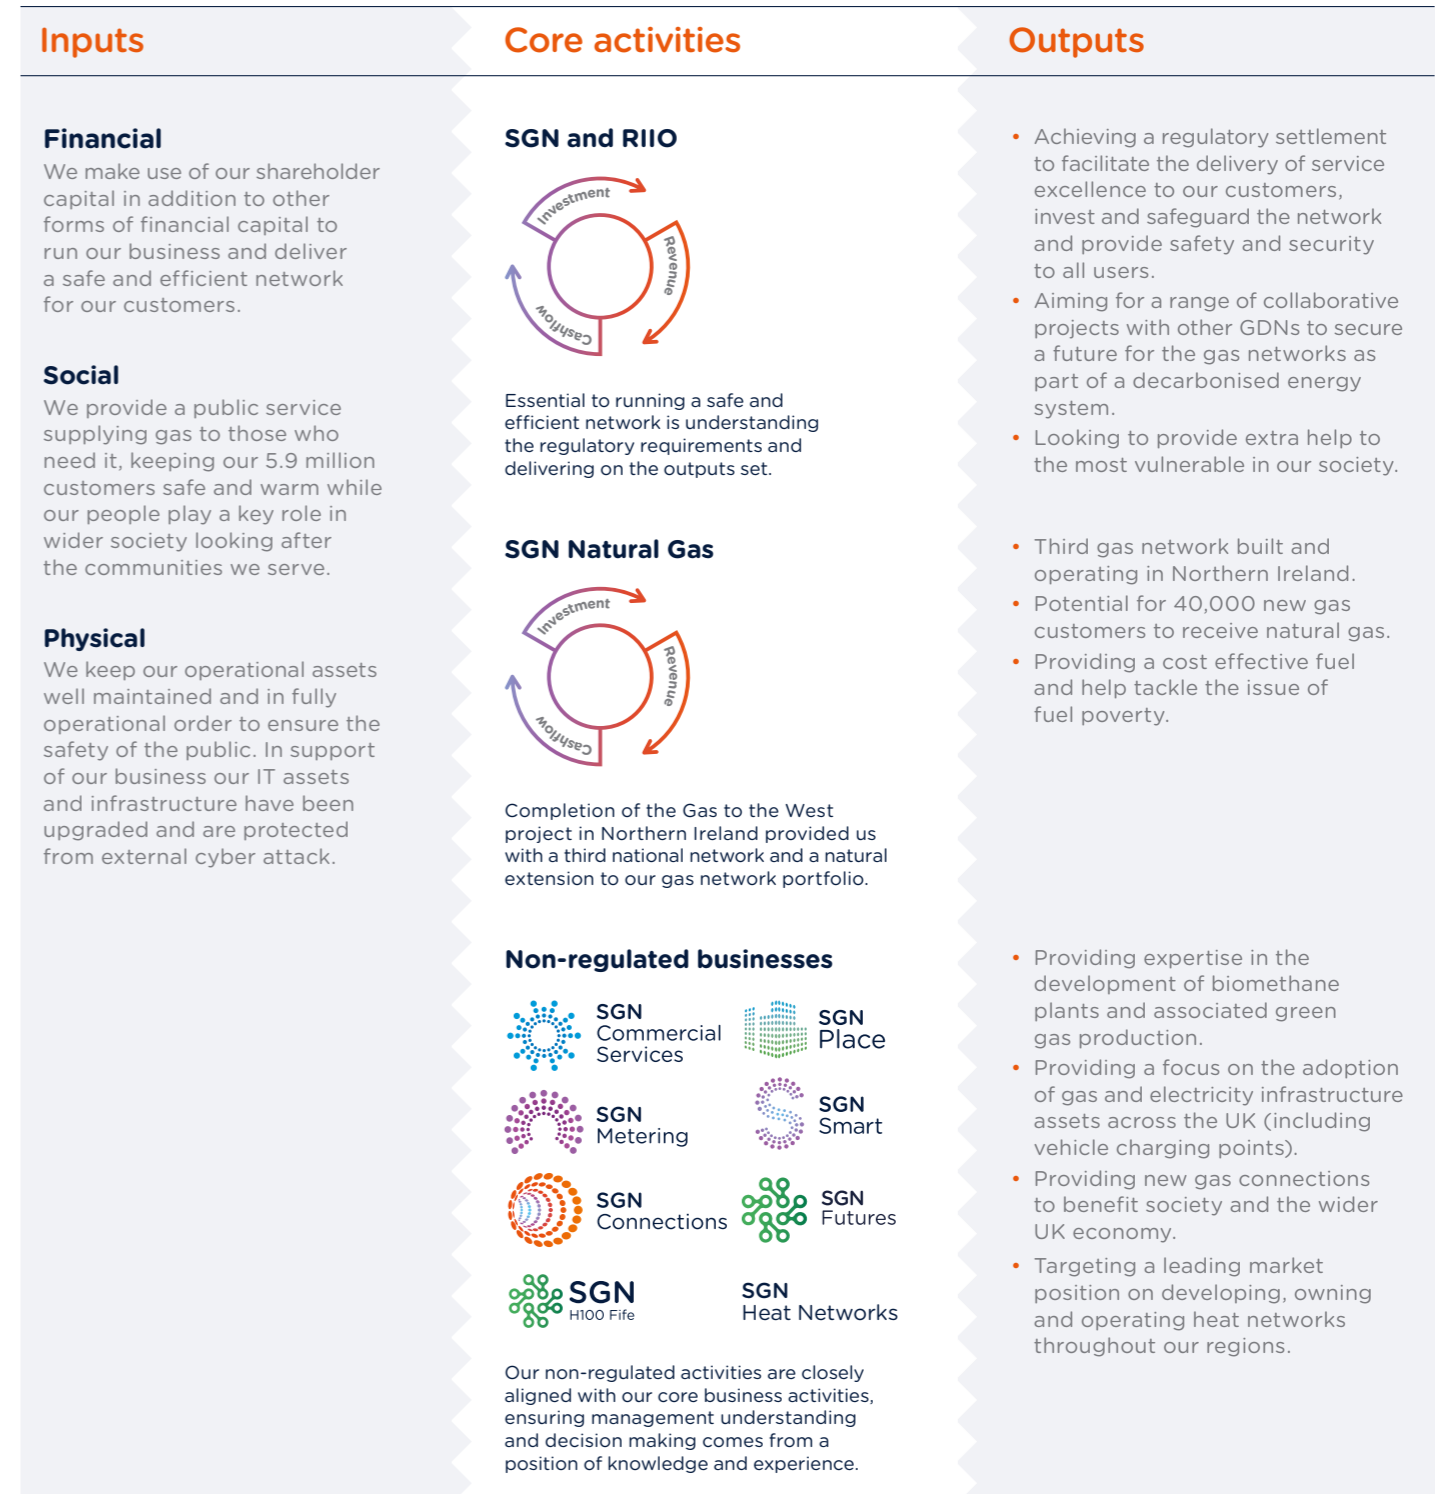 Inputs
Core activities
Outputs
Financial
We make use of our shareholder
capital in addition to other
forms of financial capital to
run our business and deliver
a safe and efficient network
for our customers.
Social
We provide a public service
supplying gas to those who
need it, keeping our 5.9 million
customers safe and warm while
our people play a key role in
wider society looking after
the communities we serve.
Physical
We keep our operational assets
well maintained and in fully
operational order to ensure the
safety of the public. In support
of our business our IT assets
and infrastructure have been
upgraded and are protected
from external cyber attack.
SGN and RIIO
Investment
Revenue
Cashflow
Essential to running a safe and
efficient network is understanding
the regulatory requirements and
delivering on the outputs set.
SGN Natural Gas
Investment
Revenue
Cashflow
Completion of the Gas to the West
project in Northern Ireland provided us
with a third national network and a natural
extension to our gas network portfolio.
Non-regulated businesses
SGN
Commercial
Services
SGN
Place
SGN
Metering
SGN
Smart
SGN
Connections
SGN
Futures
SGN
H100 Fife
SGN
Heat Networks
Our non-regulated activities are closely
aligned with our core business activities,
ensuring management understanding
and decision making comes from a
position of knowledge and experience.
• Achieving a regulatory settlement
to facilitate the delivery of service
excellence to our customers,
invest and safeguard the network
and provide safety and security
to all users.
• Aiming for a range of collaborative
projects with other GDNs to secure
a future for the gas networks as
part of a decarbonised energy
system.
• Looking to provide extra help to
the most vulnerable in our society.
• Third gas network built and
operating in Northern Ireland.
• Potential for 40,000 new gas
customers to receive natural gas.
• Providing a cost effective fuel
and help tackle the issue of
fuel poverty.
• Providing expertise in the
development of biomethane
plants and associated green
gas production.
• Providing a focus on the adoption
of gas and electricity infrastructure
assets across the UK (including
vehicle charging points).
• Providing new gas connections
to benefit society and the wider
UK economy.
• Targeting a leading market
position on developing, owning
and operating heat networks
throughout our regions.